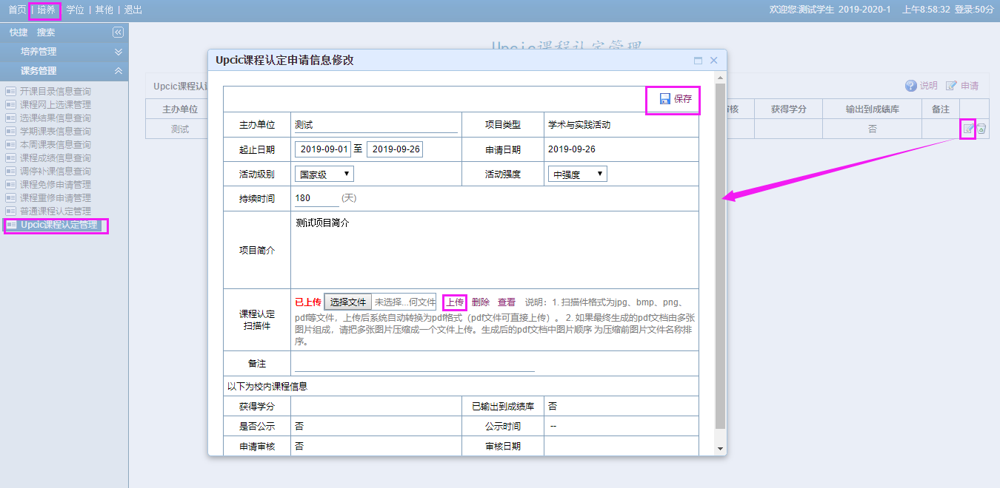 首页 | 培养 | 学位 | 其他 | 退出
欢迎您:测试学生 2019-2020-1 上午8:58:32 登录:50分
快捷 搜索
培养管理
课务管理
开课目录信息查询
课程网上选课管理
选课结果信息查询
学期课表信息查询
本周课表信息查询
课程成绩信息查询
调停补课信息查询
课程免修申请管理
课程重修申请管理
普通课程认定管理
Upcic课程认定管理
Upcic课程认定管理
Upcic课程认
说明 申请
主办单位 审核 获得学分 输出到成绩库 备注
测试 否
Upcic课程认定申请信息修改
保存
主办单位 测试 项目类型 学术与实践活动
起止日期 2019-09-01 至 2019-09-26 申请日期 2019-09-26
活动级别 国家级 活动强度 中强度
持续时间 180 (天)
项目简介 测试项目简介
课程认定
扫描件
已上传 选择文件 未选择...何文件 上传 删除 查看 说明：1. 扫描件格式为jpg、bmp、png、
pdf等文件，上传后系统自动转换为pdf格式（pdf文件可直接上传）。 2. 如果最终生成的pdf文档由多张
图片组成，请把多张图片压缩成一个文件上传。生成后的pdf文档中图片顺序 为压缩前图片文件名称排
序。
备注
以下为校内课程信息
获得学分 已输出到成绩库 否
是否公示 否 公示时间 --
申请审核 否 审核日期